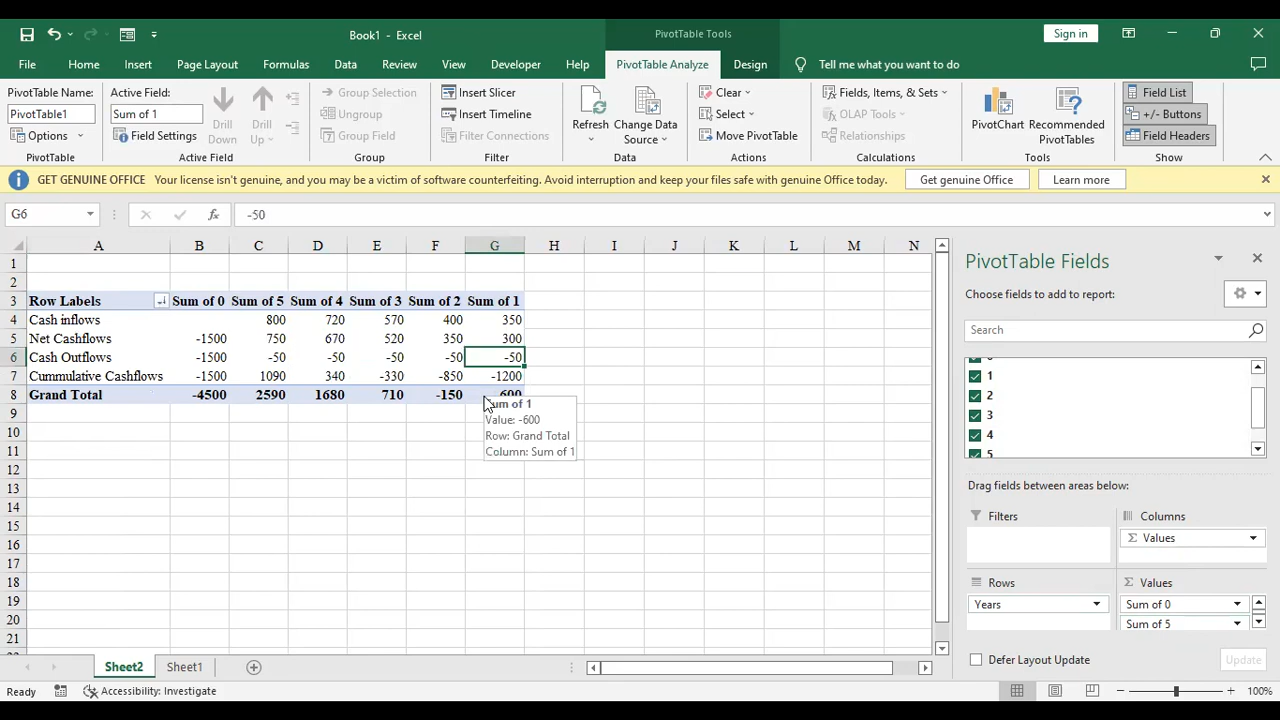 Book1 - Excel
PivotTable Tools
Sign in
File Home Insert Page Layout Formulas Data Review View Developer Help PivotTable Analyze Design Tell me what you want to do
PivotTable Name:
PivotTable1
Options
PivotTable
Active Field:
Sum of 1
Field Settings
Drill Down
Drill Up
Active Field
Group Selection
Ungroup
Group Field
Group
Insert Slicer
Insert Timeline
Filter Connections
Filter
Refresh
Change Data Source
Data
Clear
Select
Move PivotTable
Actions
Fields, Items, & Sets
OLAP Tools
Relationships
Calculations
PivotChart
Recommended PivotTables
Tools
Field List
+/- Buttons
Field Headers
Show
GET GENUINE OFFICE Your license isn't genuine, and you may be a victim of software counterfeiting. Avoid interruption and keep your files safe with genuine Office today. Get genuine Office Learn more
G6 fx -50
A B C D E F G H I J K L M N
1
2
3 Row Labels Sum of 0 Sum of 5 Sum of 4 Sum of 3 Sum of 2 Sum of 1
4 Cash inflows 800 720 570 400 350
5 Net Cashflows -1500 750 670 520 350 300
6 Cash Outflows -1500 -50 -50 -50 -50 -50
7 Cummulative Cashflows -1500 1090 340 -330 -850 -1200
8 Grand Total -4500 2590 1680 710 -150 -600
9
10
11
12
13
14
15
16
17
18
19
20
21
Sum of 1
Value: -600
Row: Grand Total
Column: Sum of 1
PivotTable Fields
Choose fields to add to report:
Search
1
2
3
4
5
Drag fields between areas below:
Filters
Columns
Values
Rows
Years
Values
Sum of 0
Sum of 5
Defer Layout Update
Update
Sheet2 Sheet1
Ready Accessibility: Investigate 100%